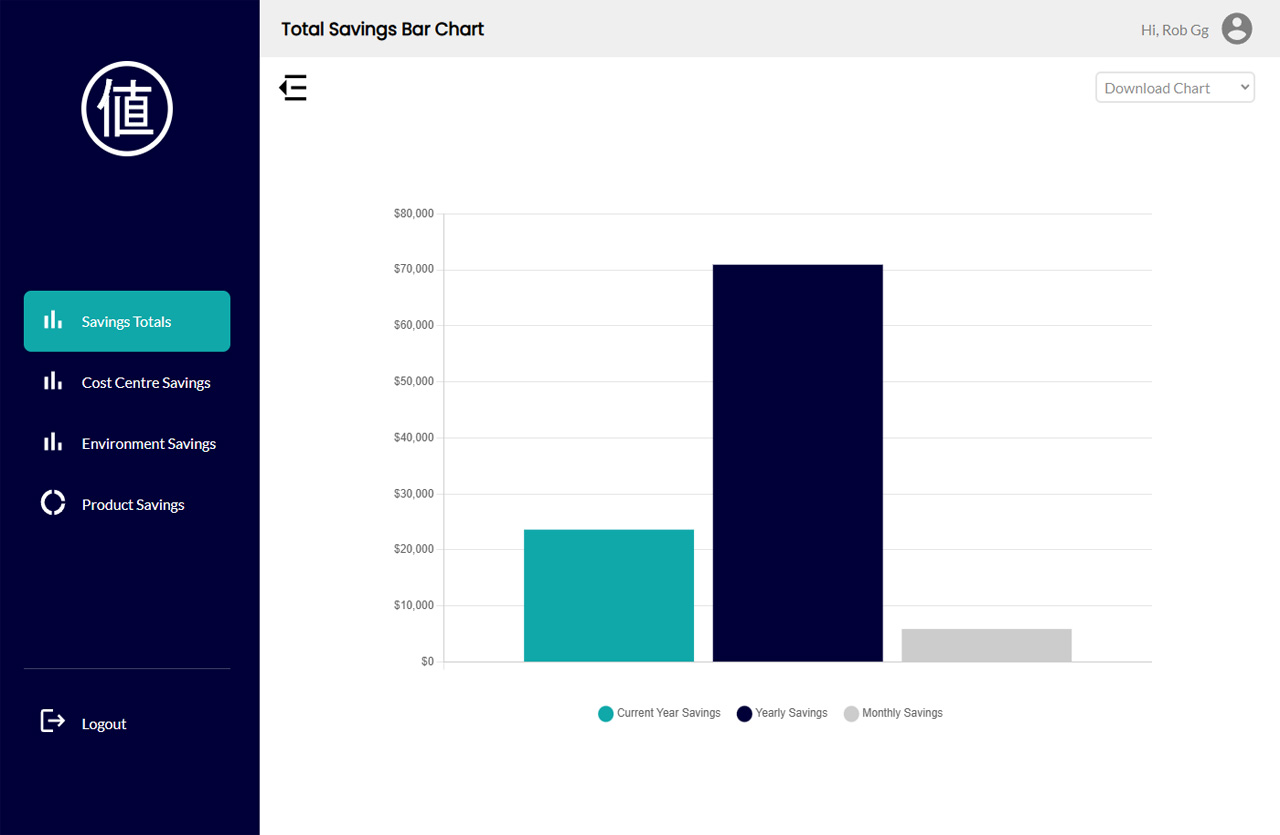 値
Total Savings Bar Chart
Hi, Rob Gg
Download Chart
Savings Totals
Cost Centre Savings
Environment Savings
Product Savings
Logout
$80,000
$70,000
$60,000
$50,000
$40,000
$30,000
$20,000
$10,000
$0
Current Year Savings
Yearly Savings
Monthly Savings